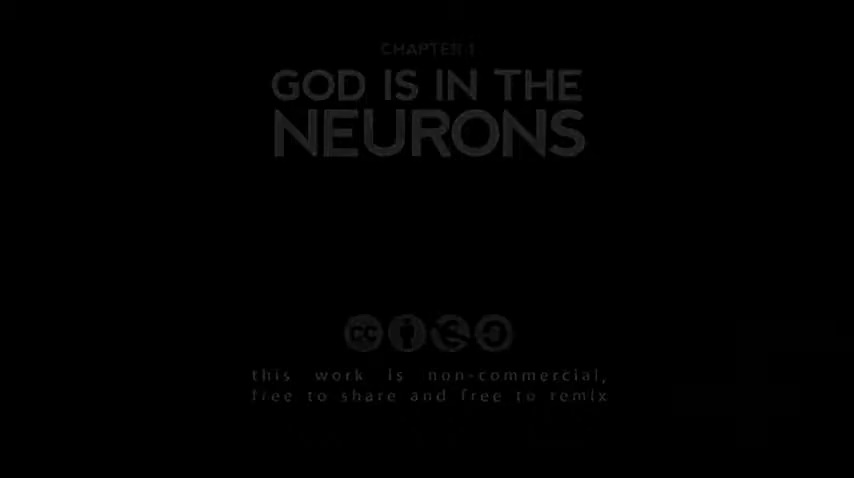 CHAPTER 1
GOD IS IN THE
NEURONS
cc
this work is non-commercial,
free to share and free to remix